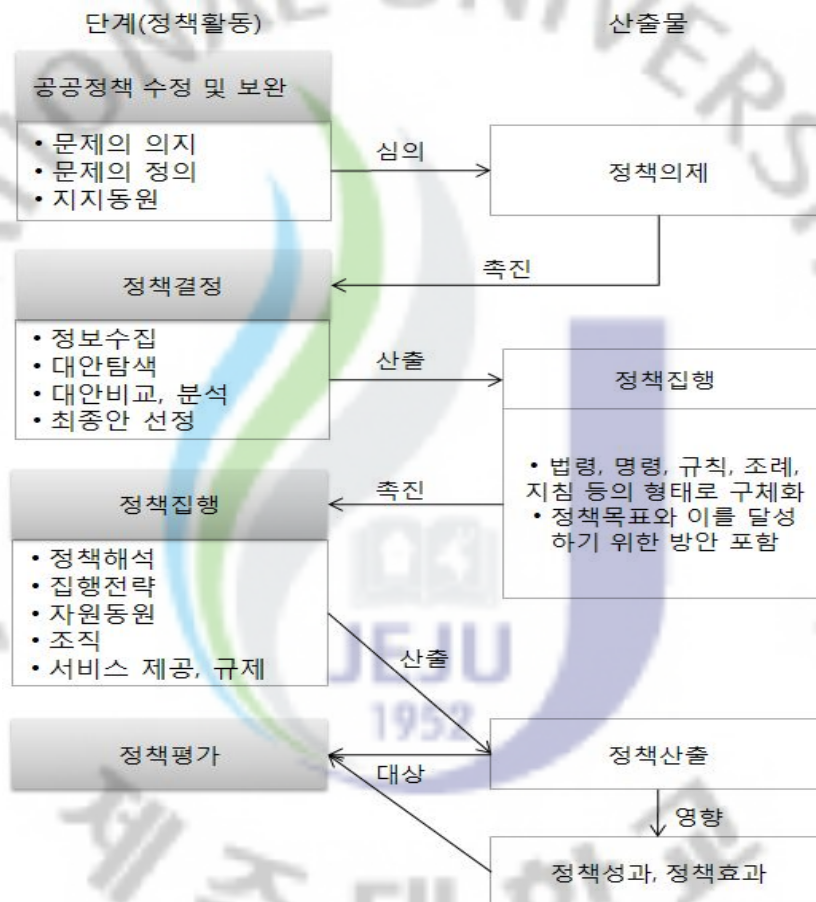 단계(정책활동)
산출물
공공정책 수정 및 보완
• 문제의 의지
• 문제의 정의
• 지지동원
심의
정책의제
촉진
정책결정
• 정보수집
• 대안탐색
• 대안비교, 분석
• 최종안 선정
산출
정책집행
• 법령, 명령, 규칙, 조례,
지침 등의 형태로 구체화
• 정책목표와 이를 달성
하기 위한 방안 포함
촉진
정책집행
• 정책해석
• 집행전략
• 자원동원
• 조직
• 서비스 제공, 규제
산출
정책평가
대상
정책산출
영향
정책성과, 정책효과
JEJU
1952